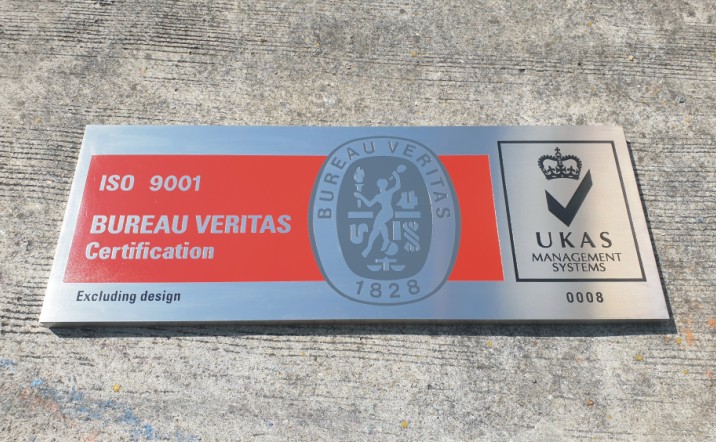 ISO 9001
BUREAU VERITAS
Certification
Excluding design
BUREAU VERITAS
1828
UKAS
MANAGEMENT
SYSTEMS
0008